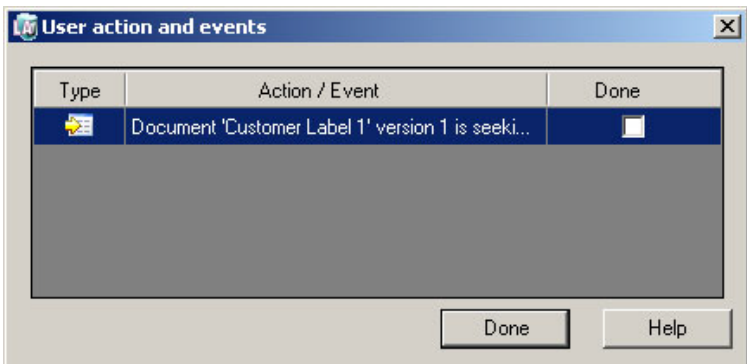 User action and events
Type Action / Event Done
Document 'Customer Label 1' version 1 is seeki...
Done Help